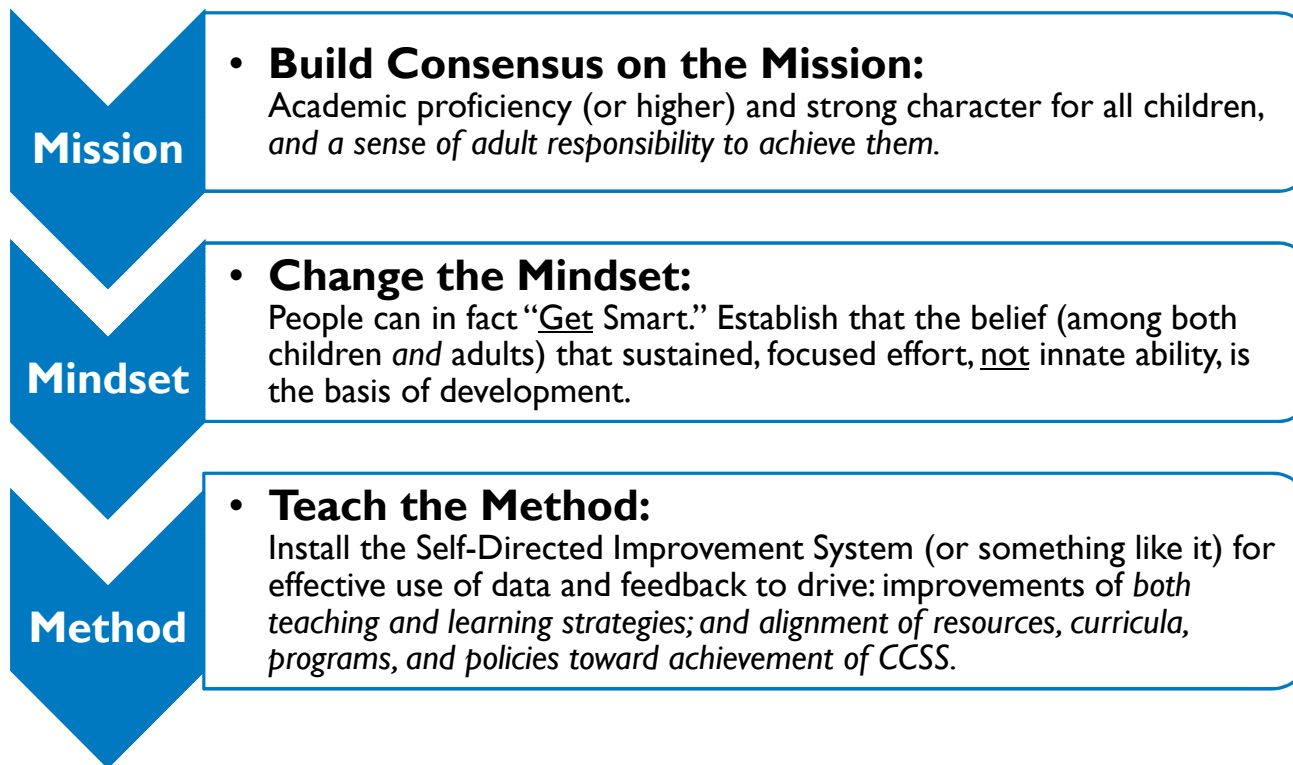 Mission
• Build Consensus on the Mission:
Academic proficiency (or higher) and strong character for all children,
and a sense of adult responsibility to achieve them.
Mindset
• Change the Mindset:
People can in fact “Get Smart.” Establish that the belief (among both
children and adults) that sustained, focused effort, not innate ability, is
the basis of development.
Method
• Teach the Method:
Install the Self-Directed Improvement System (or something like it) for
effective use of data and feedback to drive: improvements of both
teaching and learning strategies; and alignment of resources, curricula,
programs, and policies toward achievement of CCSS.